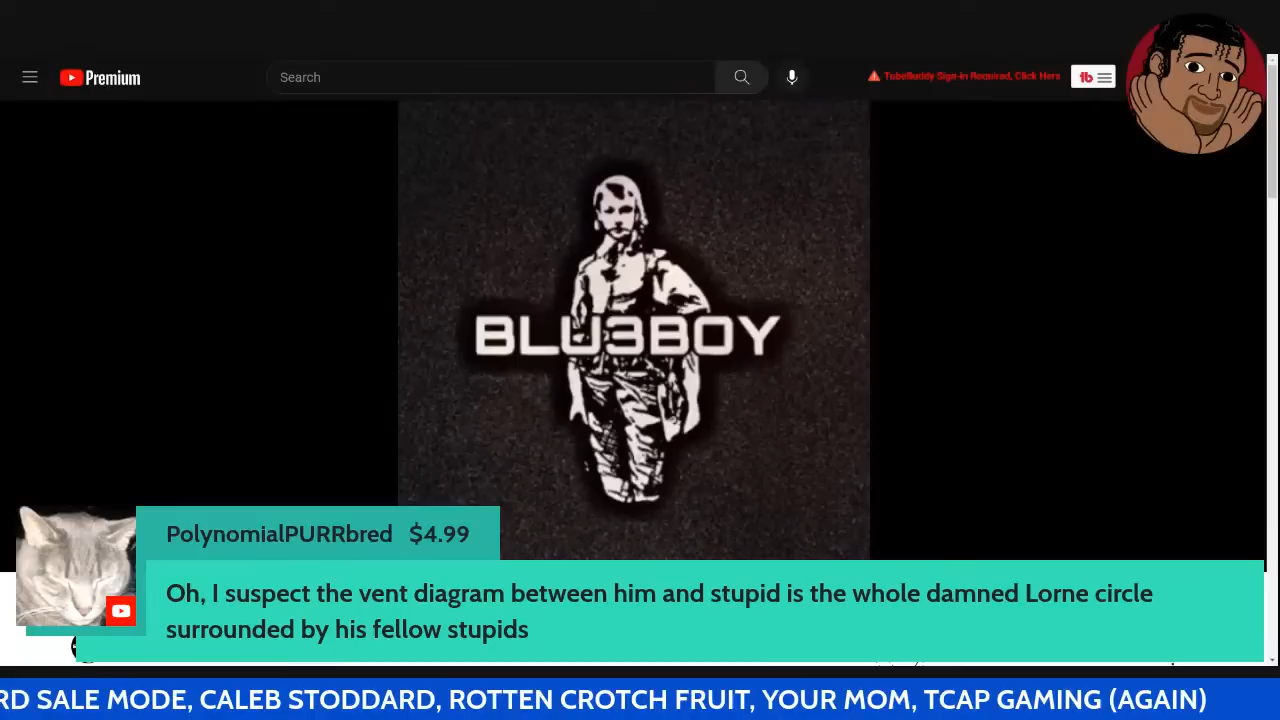 Premium
Search
TubeBuddy Sign-in Required, Click Here
tb
BLU3BOY
PolynomialPURRbred $4.99
Oh, I suspect the vent diagram between him and stupid is the whole damned Lorne circle
surrounded by his fellow stupids
RD SALE MODE, CALEB STODDARD, ROTTEN CROTCH FRUIT, YOUR MOM, TCAP GAMING (AGAIN)